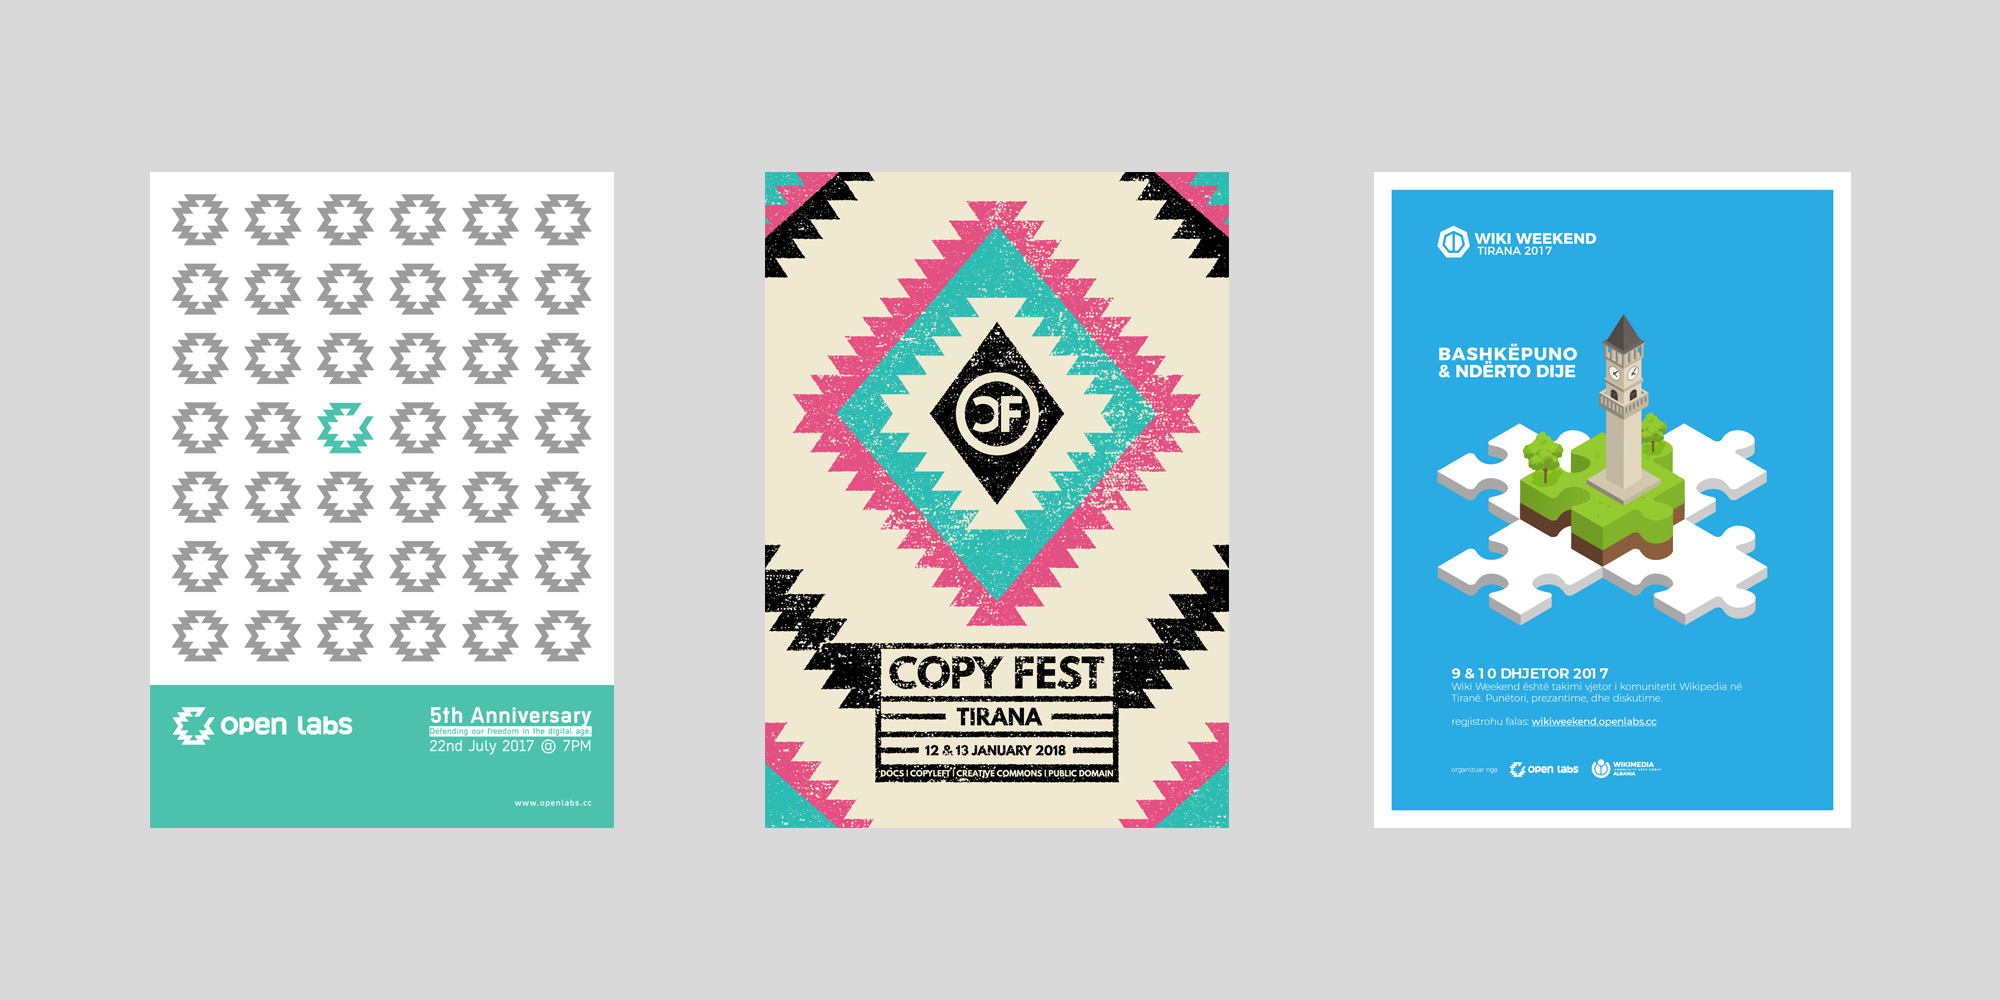 open labs
5th Anniversary
Defending our freedom in the digital age.
22nd July 2017 @ 7PM
www.openlabs.cc
CF
COPY FEST
TIRANA
12 & 13 JANUARY 2018
DOCS | COPYLEFT | CREATIVE COMMONS | PUBLIC DOMAIN
WIKI WEEKEND
TIRANA 2017
BASHKËPUNO
& NDËRTO DIJE
9 & 10 DHJETOR 2017
Wiki Weekend është takimi vjetor i komunitetit Wikipedia në
Tiranë. Punëtori, prezantime, dhe diskutime.
regjistrohu falas: wikiweekend.openlabs.cc
organizuar nga
open labs
WIKIMEDIA
COMMUNITY USER GROUP
ALBANIA